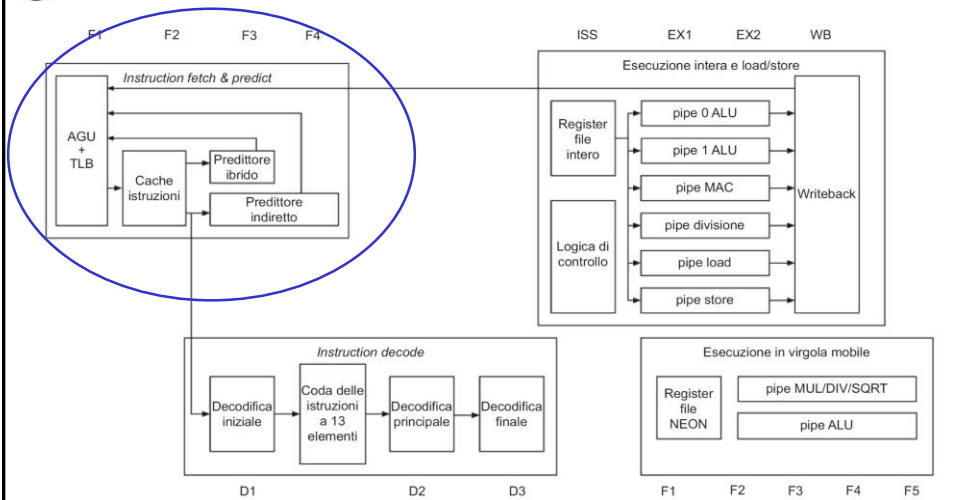 F1 F2 F3 F4
Instruction fetch & predict
AGU
+
TLB
Cache
istruzioni
Predittore
ibrido
Predittore
indiretto
ISS EX1 EX2 WB
Esecuzione intera e load/store
Register
file
intero
Logica di
controllo
pipe 0 ALU
pipe 1 ALU
pipe MAC
pipe divisione
pipe load
pipe store
Writeback
Instruction decode
Decodifica
iniziale
Coda delle
istruzioni
a 13
elementi
Decodifica
principale
Decodifica
finale
D1 D2 D3
Esecuzione in virgola mobile
Register
file
NEON
pipe MUL/DIV/SQRT
pipe ALU
F1 F2 F3 F4 F5